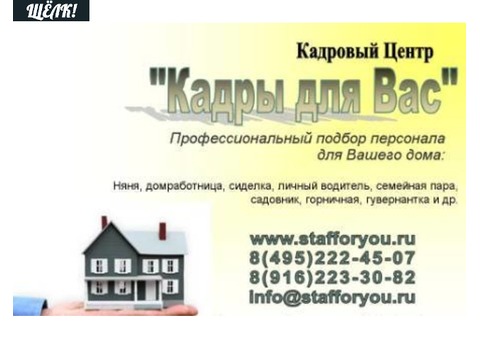 ЩЁЛК!
Кадровый Центр
"Кадры для Вас"
Профессиональный подбор персонала
для Вашего дома:
Няня, домработница, сиделка, личный водитель, семейная пара,
садовник, горничная, гувернантка и др.
www.stafforyou.ru
8(495)222-45-07
8(916)223-30-82
info@stafforyou.ru